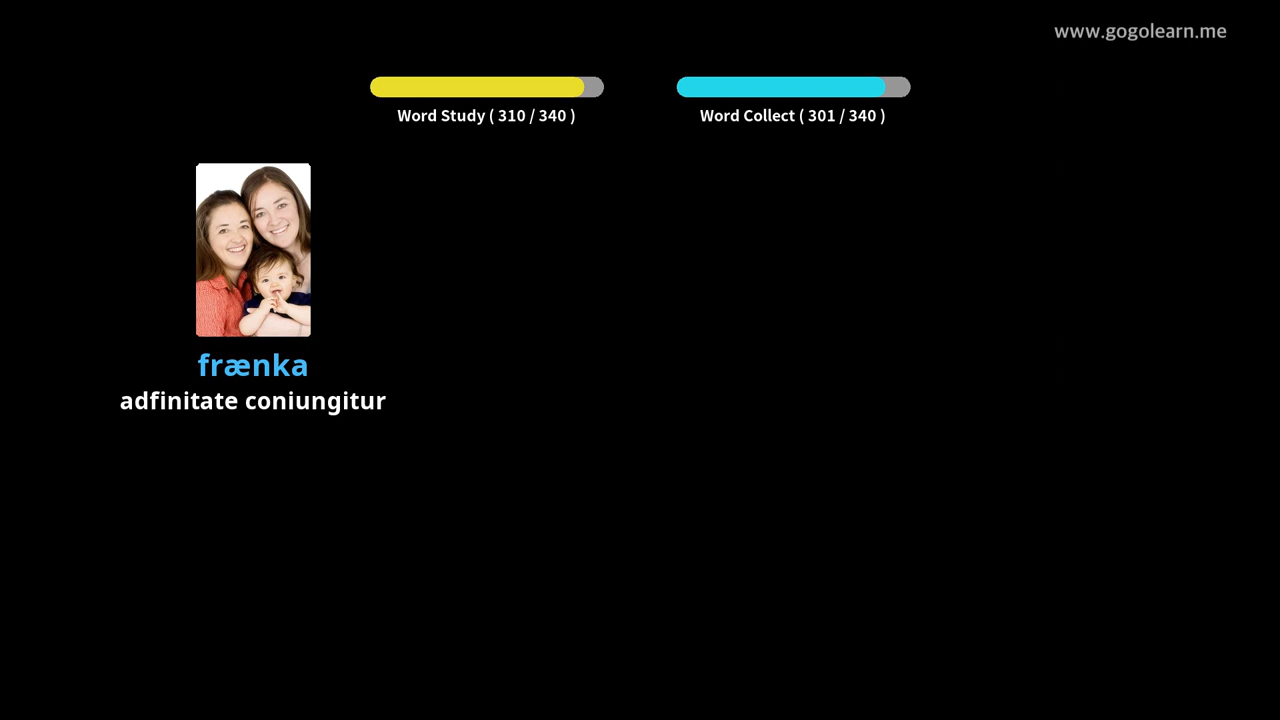 www.gogolearn.me
Word Study ( 310 / 340 )
Word Collect ( 301 / 340 )
frænka
adfinitate coniungitur